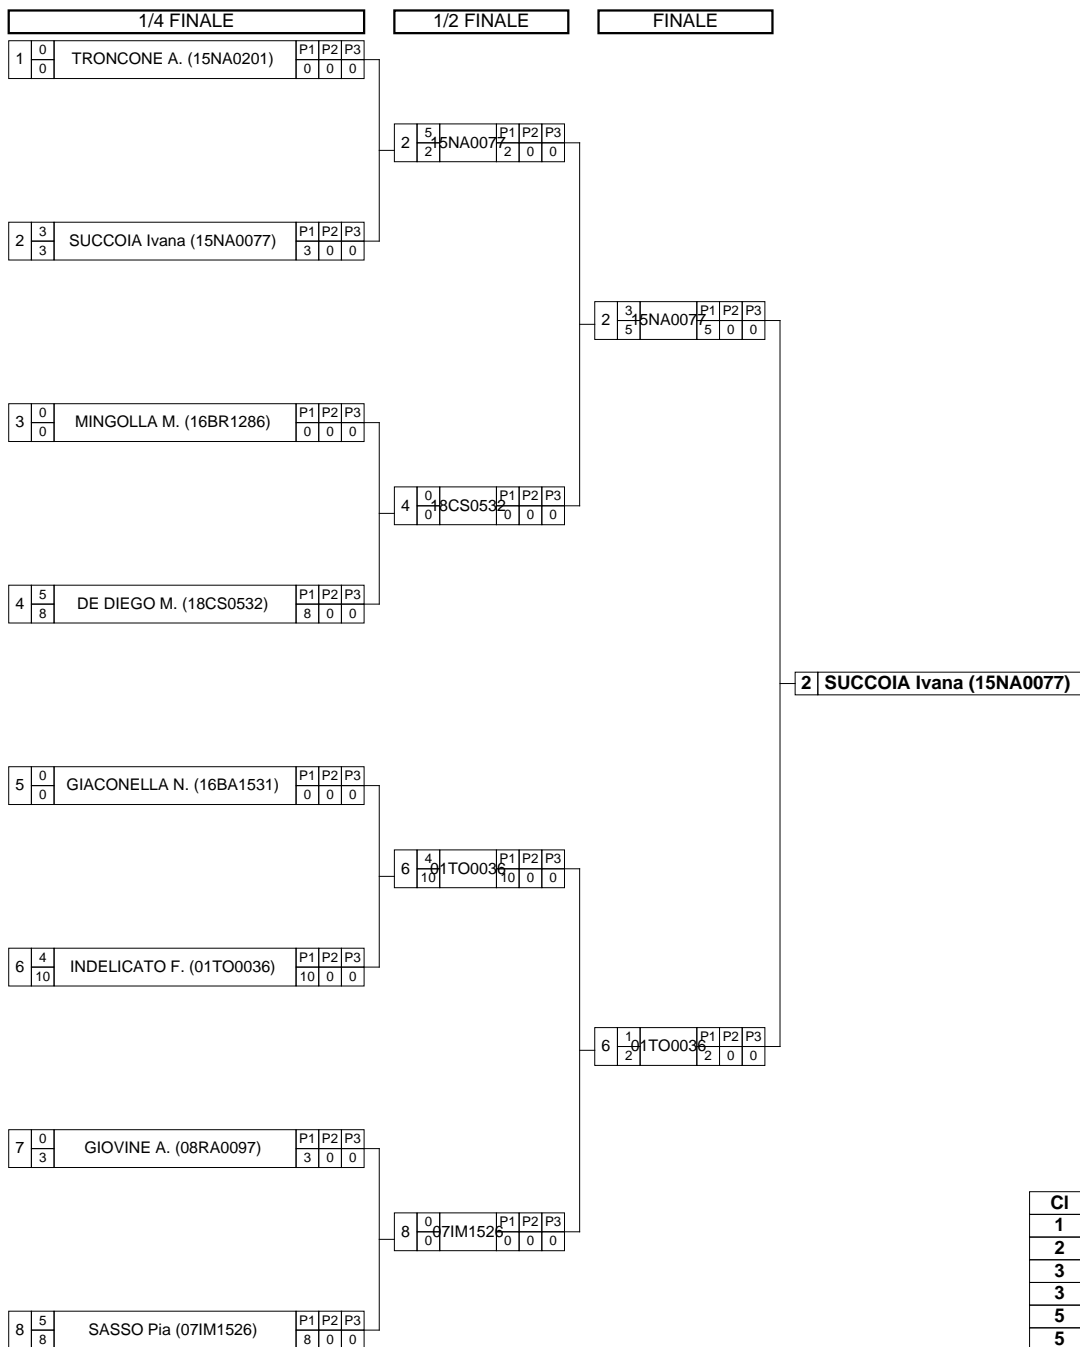 1/4 FINALE 1/2 FINALE FINALE
1 0 0 TRONCONE A. (15NA0201) P1 P2 P3 0 0 0
2 5 2 15NA0077 P1 P2 P3 2 0 0
2 3 3 SUCCOIA Ivana (15NA0077) P1 P2 P3 3 0 0
2 3 5 15NA0077 P1 P2 P3 5 0 0
3 0 0 MINGOLLA M. (16BR1286) P1 P2 P3 0 0 0
4 0 0 18CS0532 P1 P2 P3 0 0 0
4 5 8 DE DIEGO M. (18CS0532) P1 P2 P3 8 0 0
2 SUCCOIA Ivana (15NA0077)
5 0 0 GIACONELLA N. (16BA1531) P1 P2 P3 0 0 0
6 4 10 01TO0036 P1 P2 P3 10 0 0
6 4 10 INDELICATO F. (01TO0036) P1 P2 P3 10 0 0
6 1 2 01TO0036 P1 P2 P3 2 0 0
7 0 3 GIOVINE A. (08RA0097) P1 P2 P3 3 0 0
8 0 0 07IM1526 P1 P2 P3 0 0 0
8 5 8 SASSO Pia (07IM1526) P1 P2 P3 8 0 0
Cl
1
2
3
3
5
5